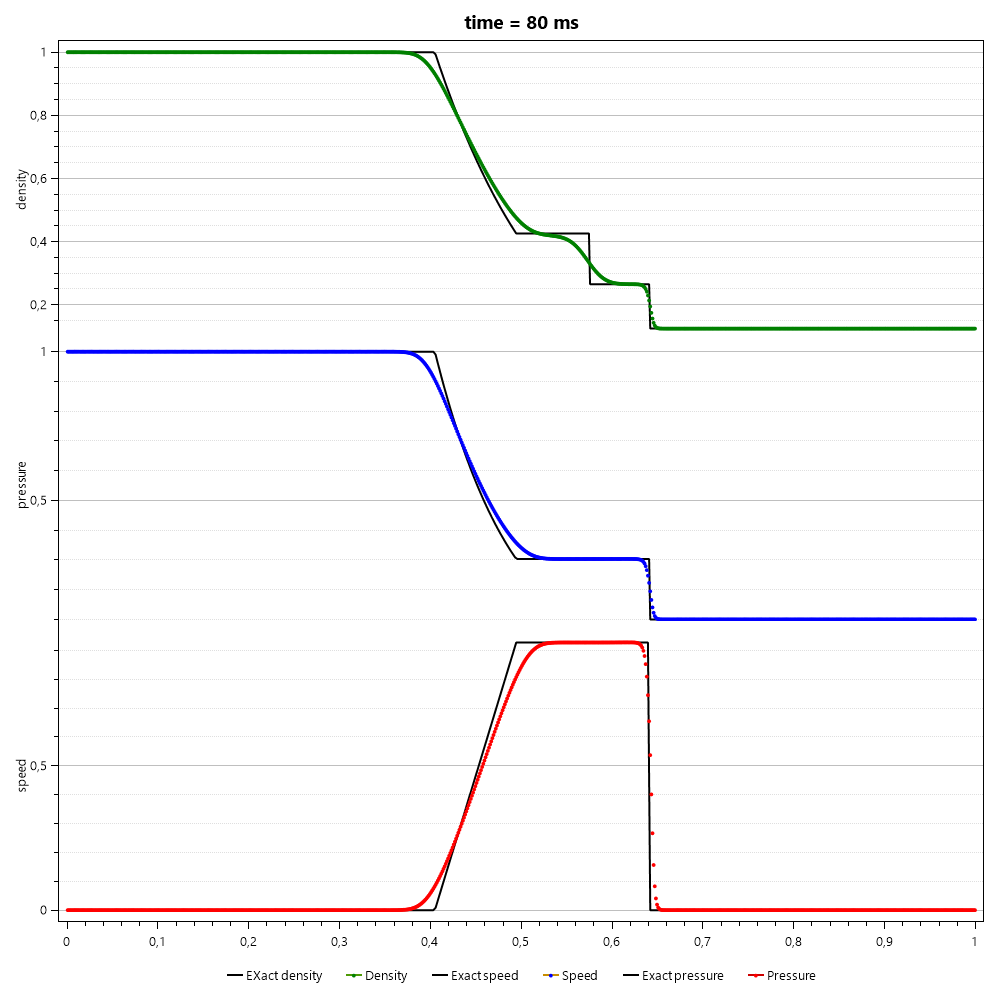 time = 80 ms
1
0,8
0,6
0,4
0,2
density
1
0,5
pressure
0,5
0
speed
0 0,1 0,2 0,3 0,4 0,5 0,6 0,7 0,8 0,9 1
EXact density Density Exact speed Speed Exact pressure Pressure